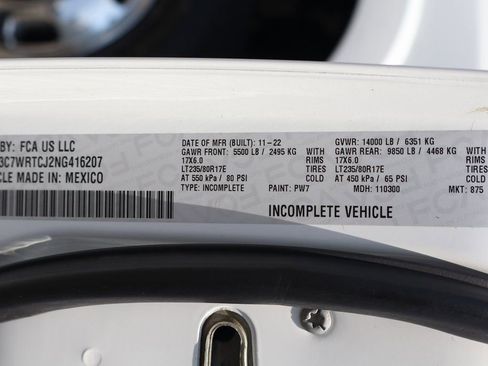 BY: FCA US LLC
3C7WRTCJ2NG416207
CLE MADE IN: MEXICO
DATE OF MFR (BUILT): 11-22
GAWR FRONT: 5500 LB / 2495 KG WITH
17X6.0 RIMS
LT235/80R17E TIRES
AT 550 kPa / 80 PSI COLD
TYPE: INCOMPLETE
GVWR: 14000 LB / 6351 KG
GAWR REAR: 9850 LB / 4468 KG WITH
17X6.0 RIMS
LT235/80R17E TIRES
AT 450 kPa / 65 PSI COLD
PAINT: PW7 MDH: 110300 MKT: 875
INCOMPLETE VEHICLE